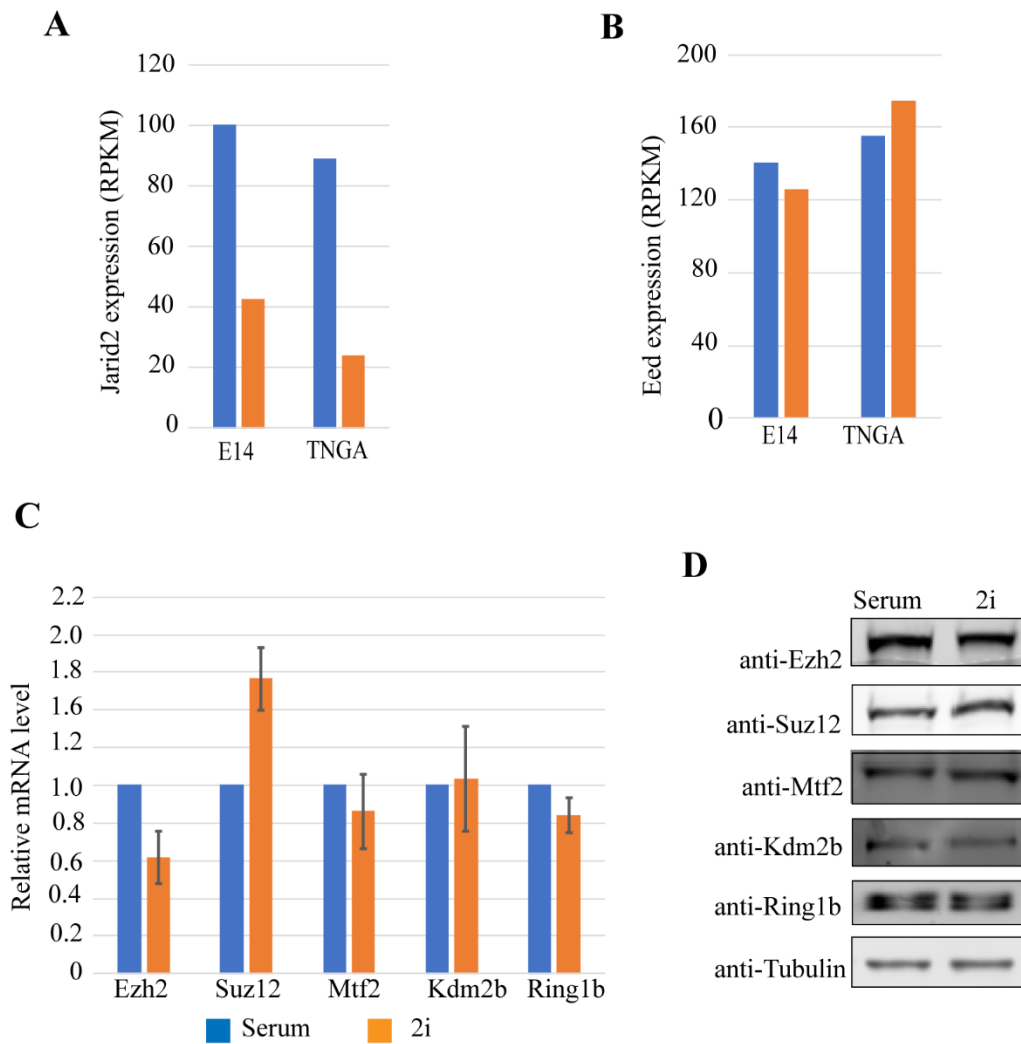 A
120
100
80
60
40
20
0
Jarid2 expression (RPKM)
E14 TNGA
B
200
160
120
80
40
0
Eed expression (RPKM)
E14 TNGA
C
2.2
2.0
1.8
1.6
1.2
1.0
0.8
0.6
0.4
0.2
0
Relative mRNA level
Ezh2 Suz12 Mtf2 Kdm2b Ring1b
Serum 2i
D
Serum 2i
anti-Ezh2
anti-Suz12
anti-Mtf2
anti-Kdm2b
anti-Ring1b
anti-Tubulin